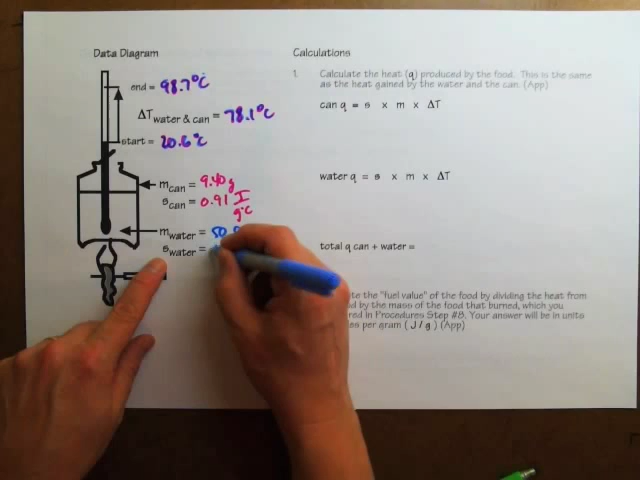 Data Diagram
end = 98.7°C
ΔT water & can = 78.1°C
start = 20.6°C
m can = 9.40g
s can = 0.91 J
g°C
m water = 50.
s water =
Calculations
1. Calculate the heat (q) produced by the food. This is the same
as the heat gained by the water and the can. (App)
can q = s x m x ΔT
water q = s x m x ΔT
total q can + water =
te the "fuel value" of the food by dividing the heat from
by the mass of the food that burned, which you
red in Procedures Step #8. Your answer will be in units
s per gram ( J / g ) (App)